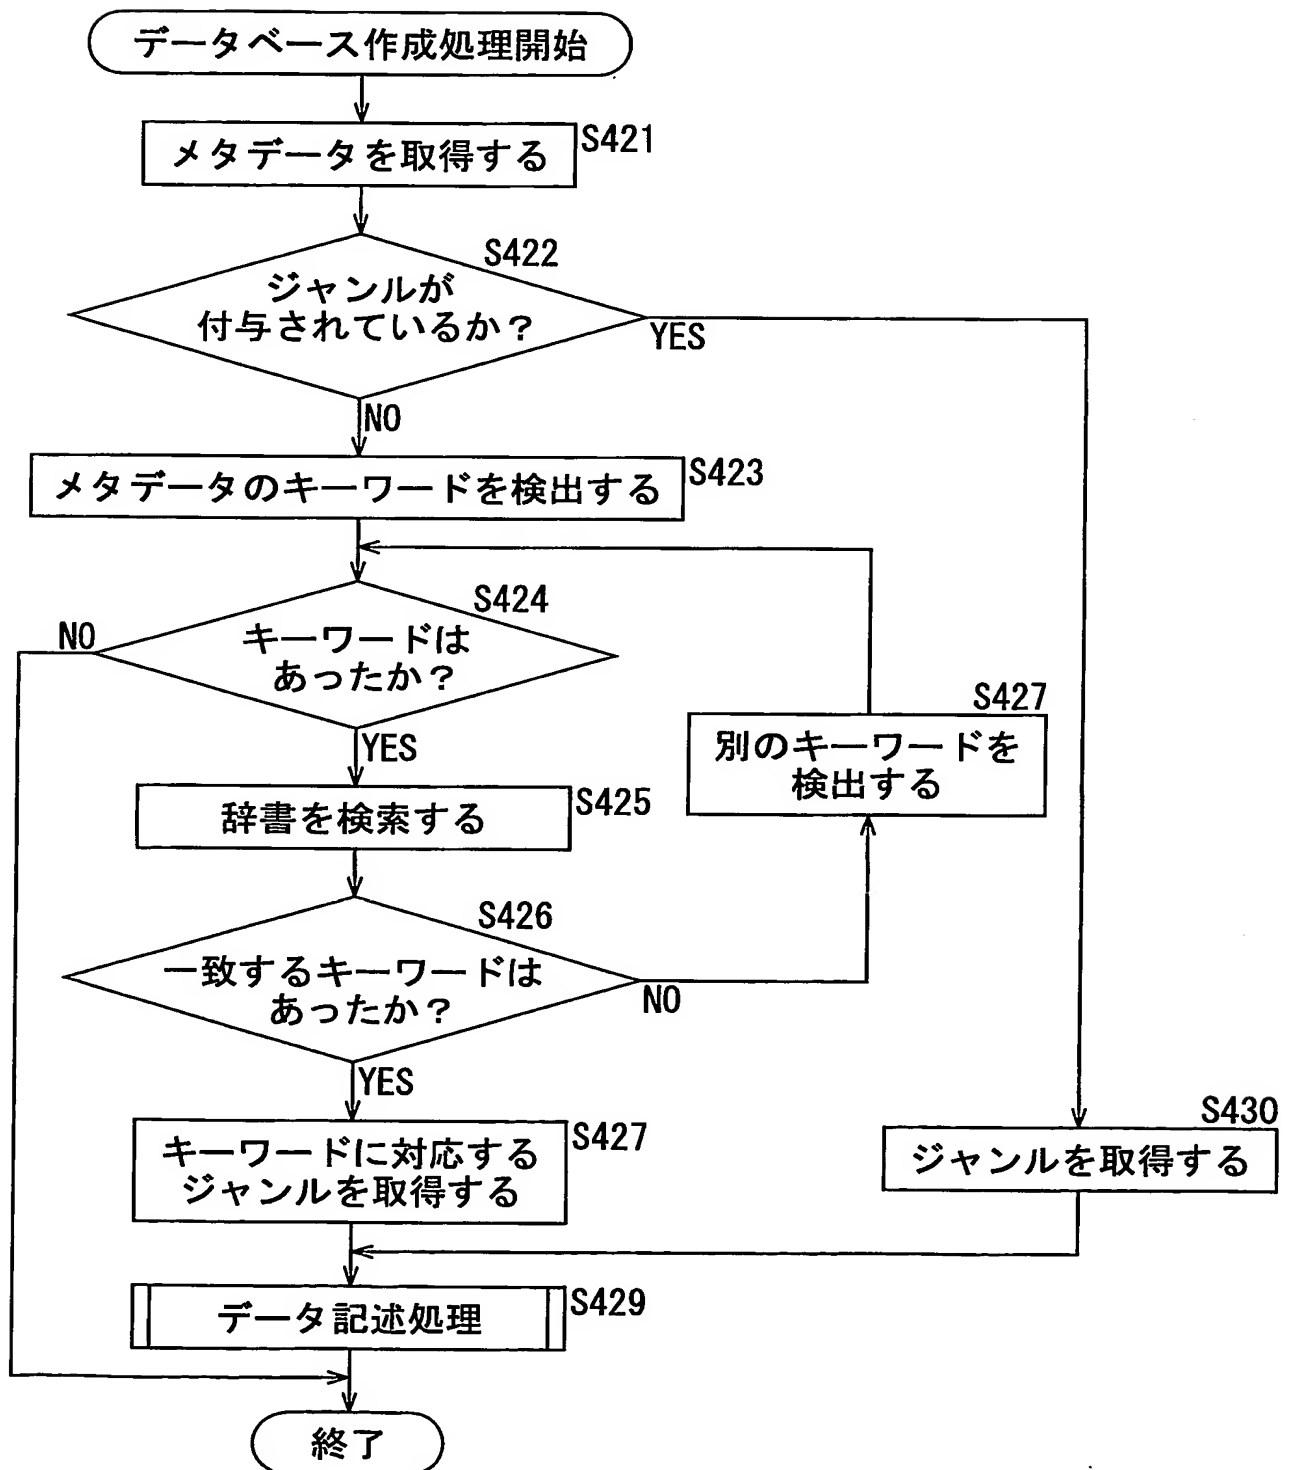 データベース作成処理開始
メタデータを取得する
S421
S422
ジャンルが
付与されているか？
YES
NO
メタデータのキーワードを検出する
S423
S424
キーワードは
あったか？
NO
YES
S427
別のキーワードを
検出する
辞書を検索する
S425
S426
一致するキーワードは
あったか？
NO
YES
キーワードに対応する
ジャンルを取得する
S427
S430
ジャンルを取得する
データ記述処理
S429
終了